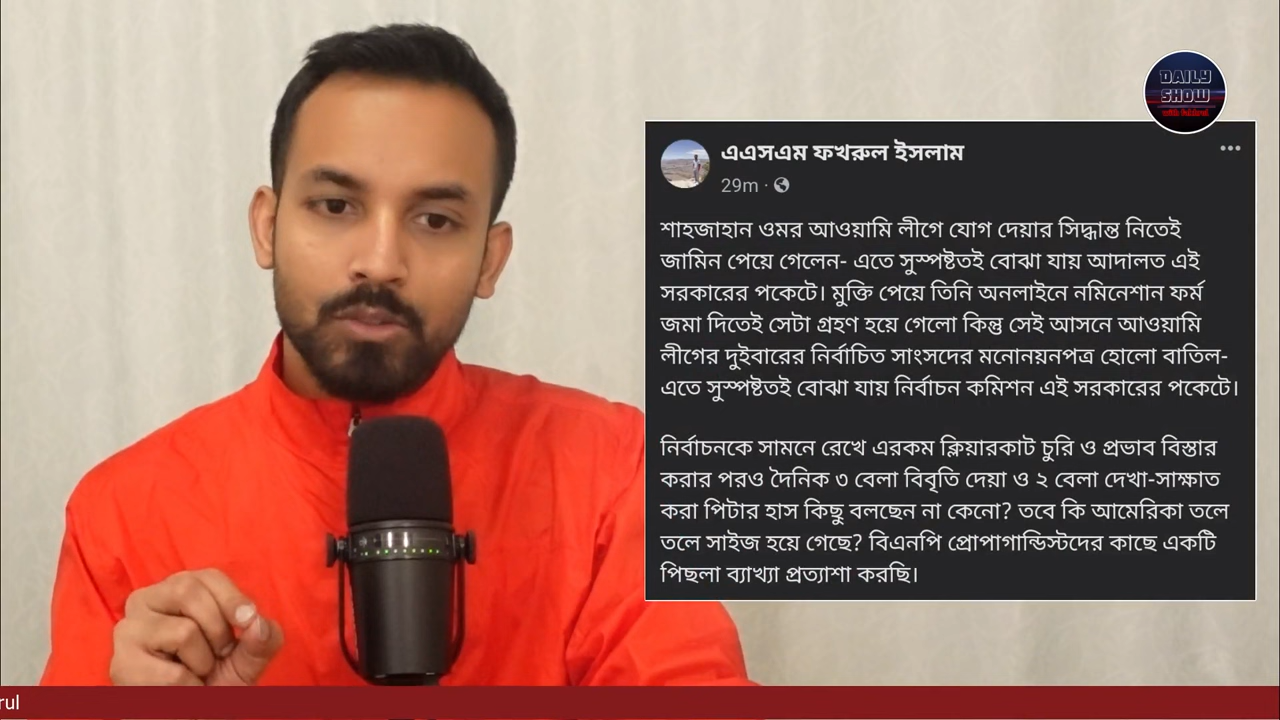 DAILY
SHOW
with Fakhrul
এএসএম ফখরুল ইসলাম
29m ·
শাহজাহান ওমর আওয়ামি লীগে যোগ দেয়ার সিদ্ধান্ত নিতেই
জামিন পেয়ে গেলেন- এতে সুস্পষ্টতই বোঝা যায় আদালত এই
সরকারের পকেটে। মুক্তি পেয়ে তিনি অনলাইনে নমিনেশান ফর্ম
জমা দিতেই সেটা গ্রহণ হয়ে গেলো কিন্তু সেই আসনে আওয়ামি
লীগের দুইবারের নির্বাচিত সাংসদের মনোনয়নপত্র হোলো বাতিল-
এতে সুস্পষ্টতই বোঝা যায় নির্বাচন কমিশন এই সরকারের পকেটে।
নির্বাচনকে সামনে রেখে এরকম ক্লিয়ারকাট চুরি ও প্রভাব বিস্তার
করার পরও দৈনিক ৩ বেলা বিবৃতি দেয়া ও ২ বেলা দেখা-সাক্ষাত
করা পিটার হাস কিছু বলছেন না কেনো? তবে কি আমেরিকা তলে
তলে সাইজ হয়ে গেছে? বিএনপি প্রোপাগান্ডিস্টদের কাছে একটি
পিছলা ব্যাখ্যা প্রত্যাশা করছি।
rul